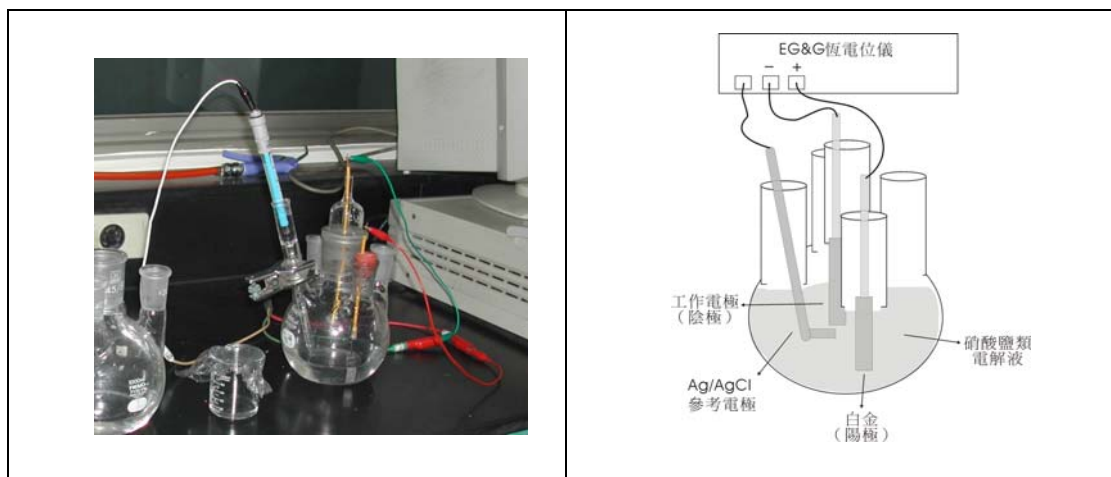 EG&G恆電位儀
− +
工作電極
(陰極)
Ag/AgCl
參考電極
白金
(陽極)
硝酸鹽類
電解液